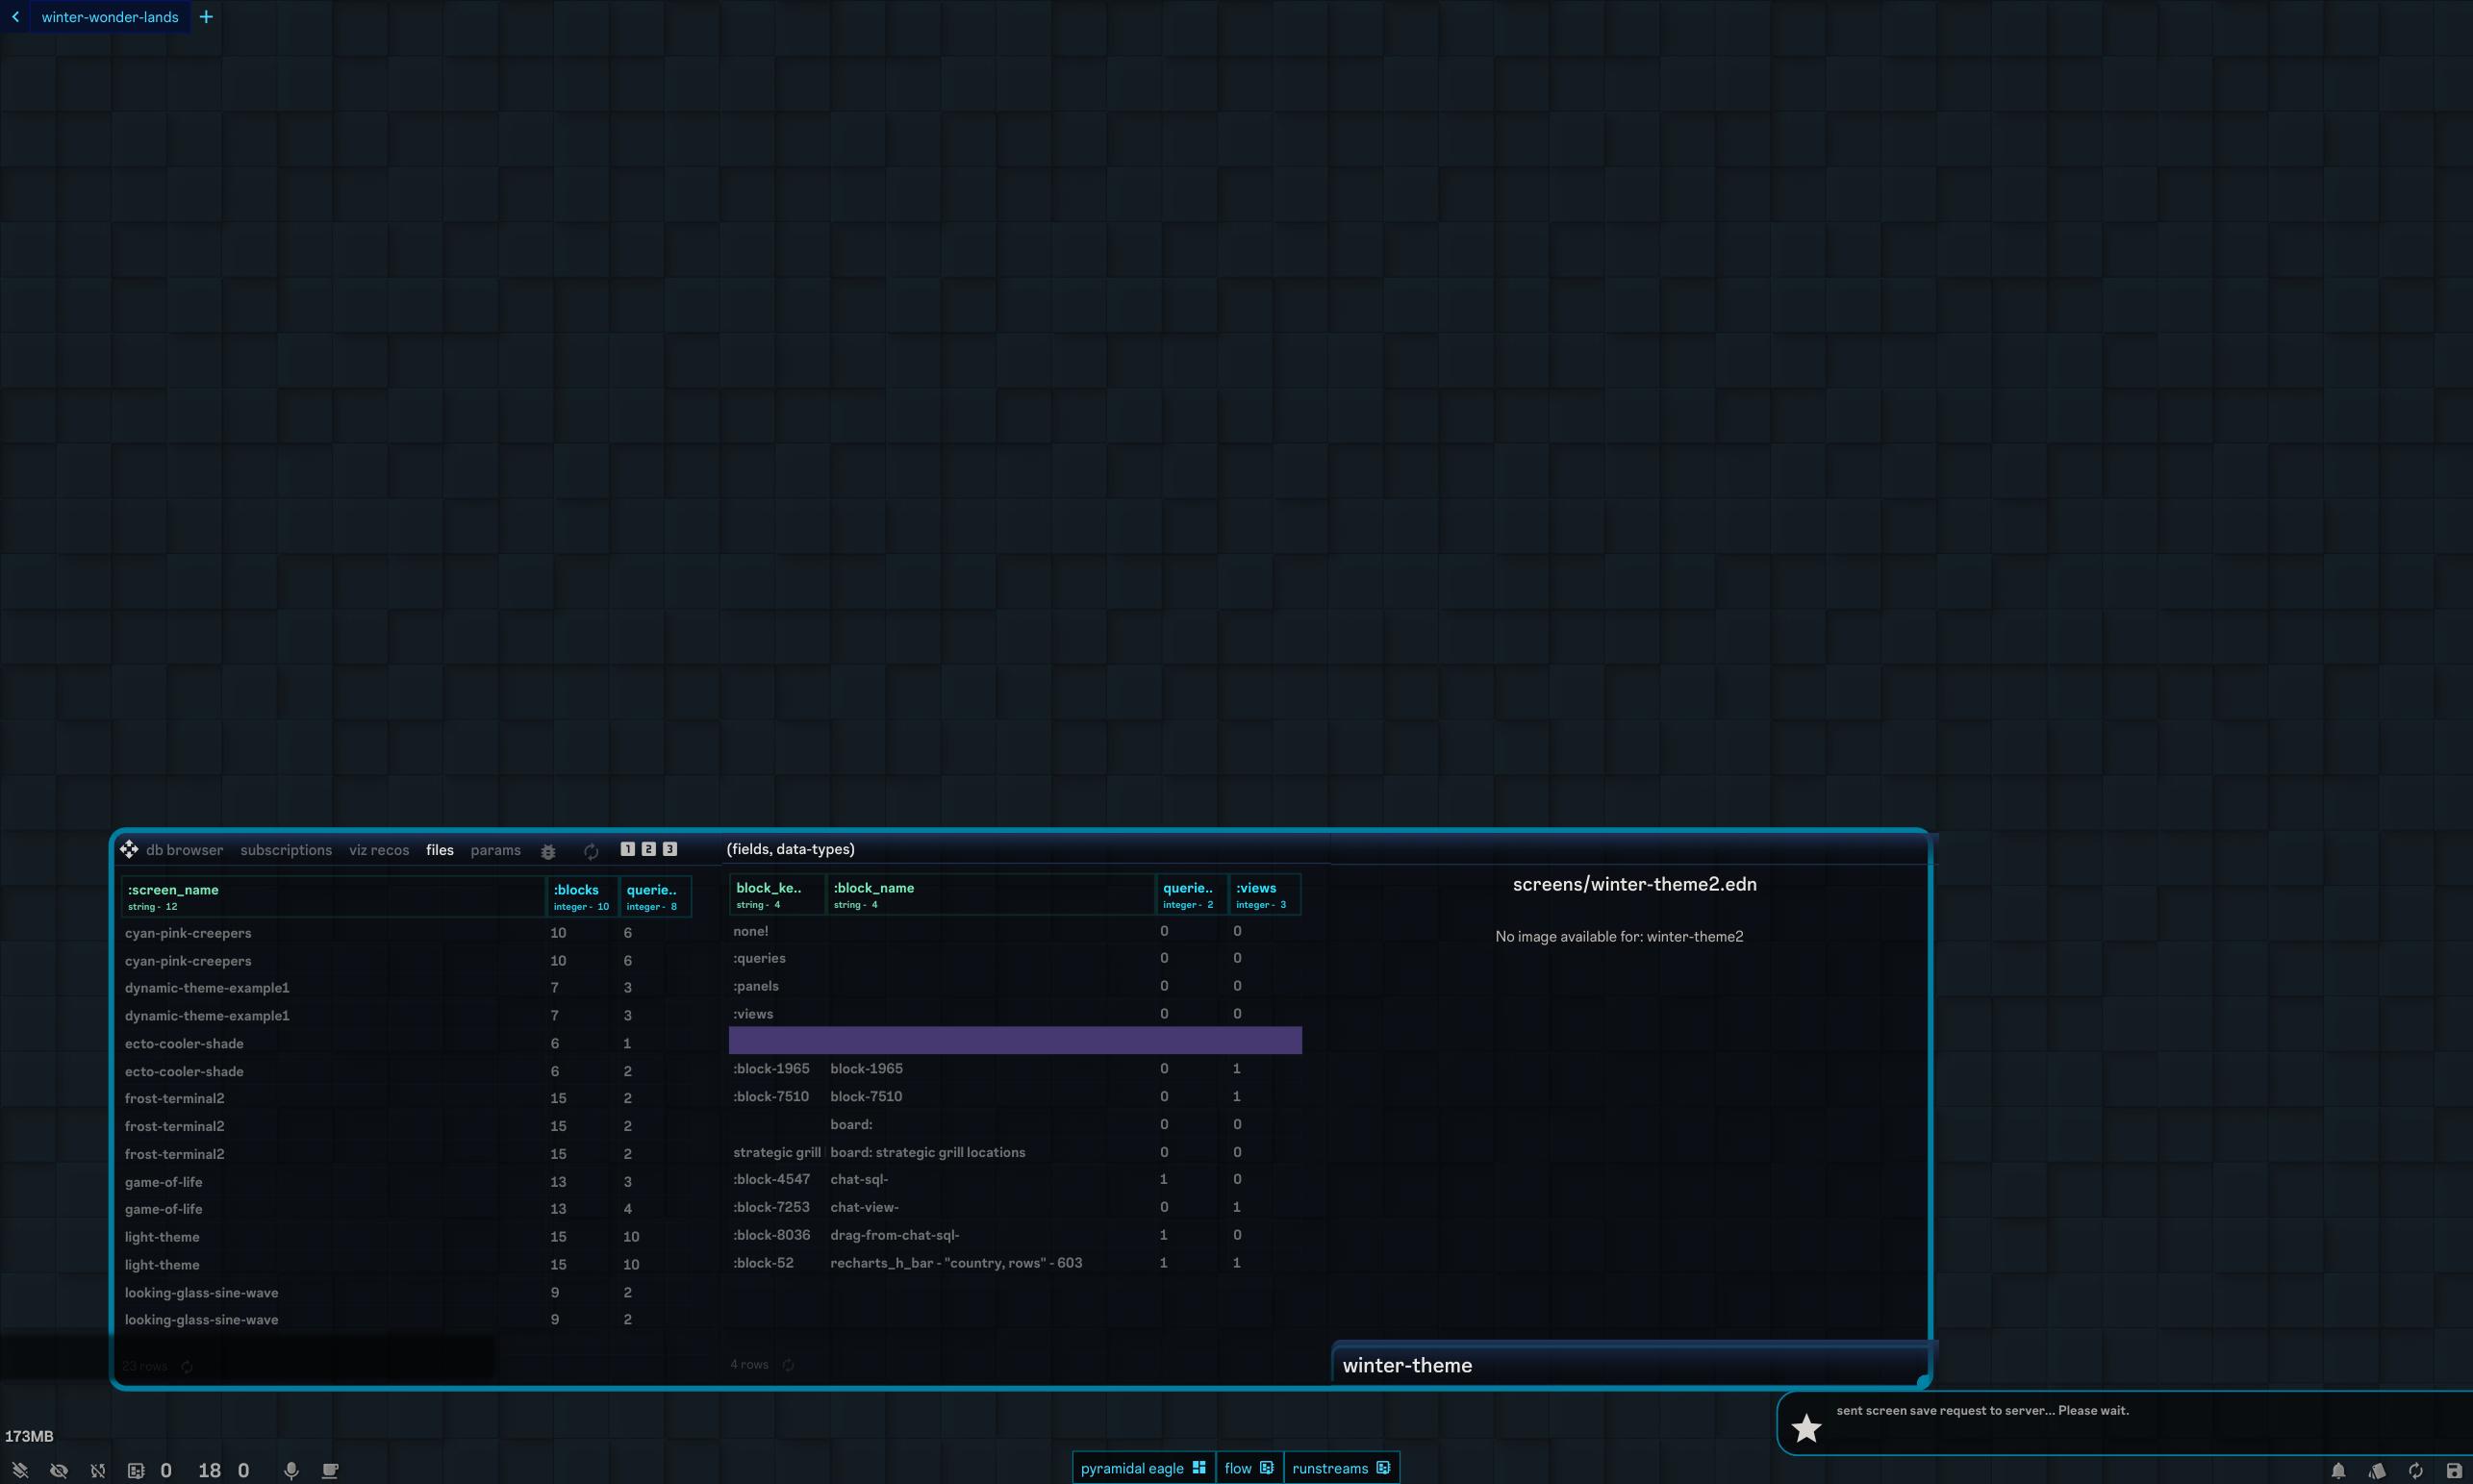 winter-wonder-lands +
db browser subscriptions viz recos files params 1 2 3
:screen_name :blocks querie..
string - 12 integer - 10 integer - 8
cyan-pink-creepers 10 6
cyan-pink-creepers 10 6
dynamic-theme-example1 7 3
dynamic-theme-example1 7 3
ecto-cooler-shade 6 1
ecto-cooler-shade 6 2
frost-terminal2 15 2
frost-terminal2 15 2
frost-terminal2 15 2
game-of-life 13 3
game-of-life 13 4
light-theme 15 10
light-theme 15 10
looking-glass-sine-wave 9 2
looking-glass-sine-wave 9 2
23 rows
(fields, data-types)
block_ke.. :block_name querie.. :views
string - 4 string - 4 integer - 2 integer - 3
none! 0 0
:queries 0 0
:panels 0 0
:views 0 0
:block-1965 block-1965 0 1
:block-7510 block-7510 0 1
board: 0 0
strategic grill board: strategic grill locations 0 0
:block-4547 chat-sql- 1 0
:block-7253 chat-view- 0 1
:block-8036 drag-from-chat-sql- 1 0
:block-52 recharts_h_bar - "country, rows" - 603 1 1
4 rows
screens/winter-theme2.edn
No image available for: winter-theme2
winter-theme
sent screen save request to server... Please wait.
173MB
0 18 0
pyramidal eagle flow runstreams